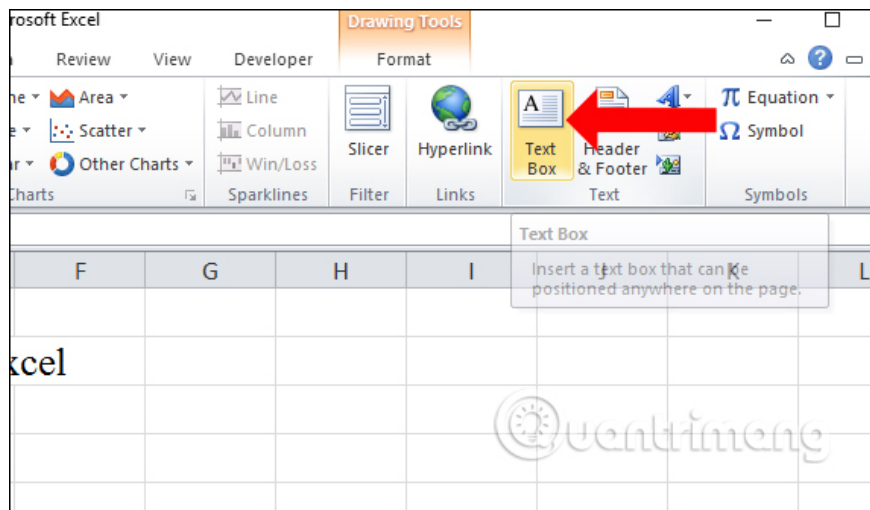 rosoft Excel
Drawing Tools
Review View Developer Format
Area Line π Equation
Scatter Column Slicer Hyperlink Text Box Header & Footer Ω Symbol
Other Charts Win/Loss
Charts Sparklines Filter Links Text Symbols
Text Box
Insert a text box that can be
positioned anywhere on the page.
F G H I J K L
xcel
Quantrimang